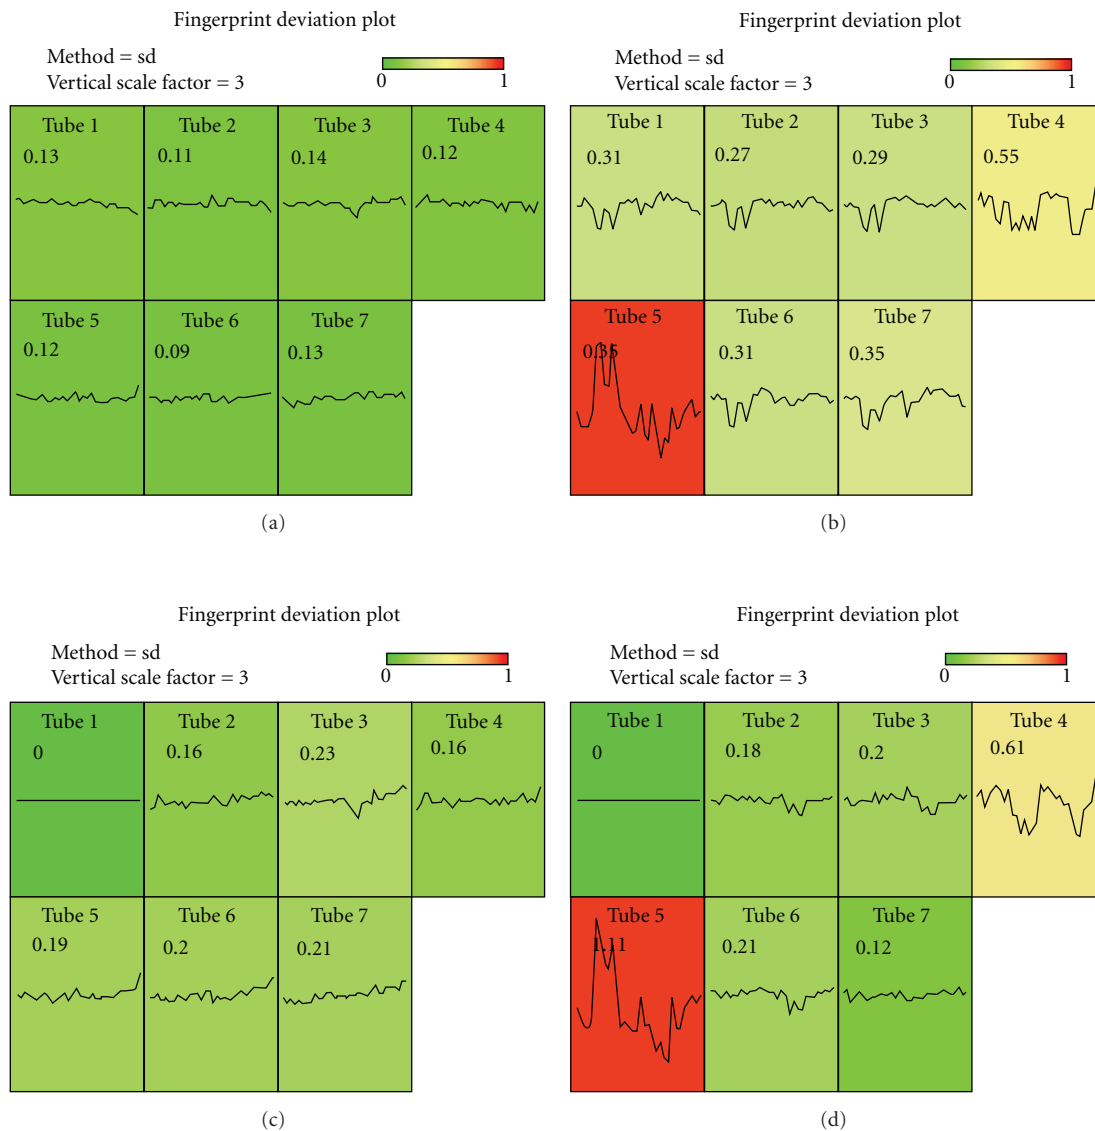 Fingerprint deviation plot
Method = sd
Vertical scale factor = 3
0 1
Tube 1 Tube 2 Tube 3 Tube 4
0.13 0.11 0.14 0.12
Tube 5 Tube 6 Tube 7
0.12 0.09 0.13
(a)
Fingerprint deviation plot
Method = sd
Vertical scale factor = 3
0 1
Tube 1 Tube 2 Tube 3 Tube 4
0.31 0.27 0.29 0.55
Tube 5 Tube 6 Tube 7
0.35 0.31 0.35
(b)
Fingerprint deviation plot
Method = sd
Vertical scale factor = 3
0 1
Tube 1 Tube 2 Tube 3 Tube 4
0 0.16 0.23 0.16
Tube 5 Tube 6 Tube 7
0.19 0.2 0.21
(c)
Fingerprint deviation plot
Method = sd
Vertical scale factor = 3
0 1
Tube 1 Tube 2 Tube 3 Tube 4
0 0.18 0.2 0.61
Tube 5 Tube 6 Tube 7
1.11 0.21 0.12
(d)